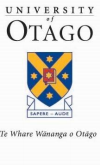 UNIVERSITY
of
OTAGO
SAPERE - AUDE
Te Whare Wānanga o Otāgo